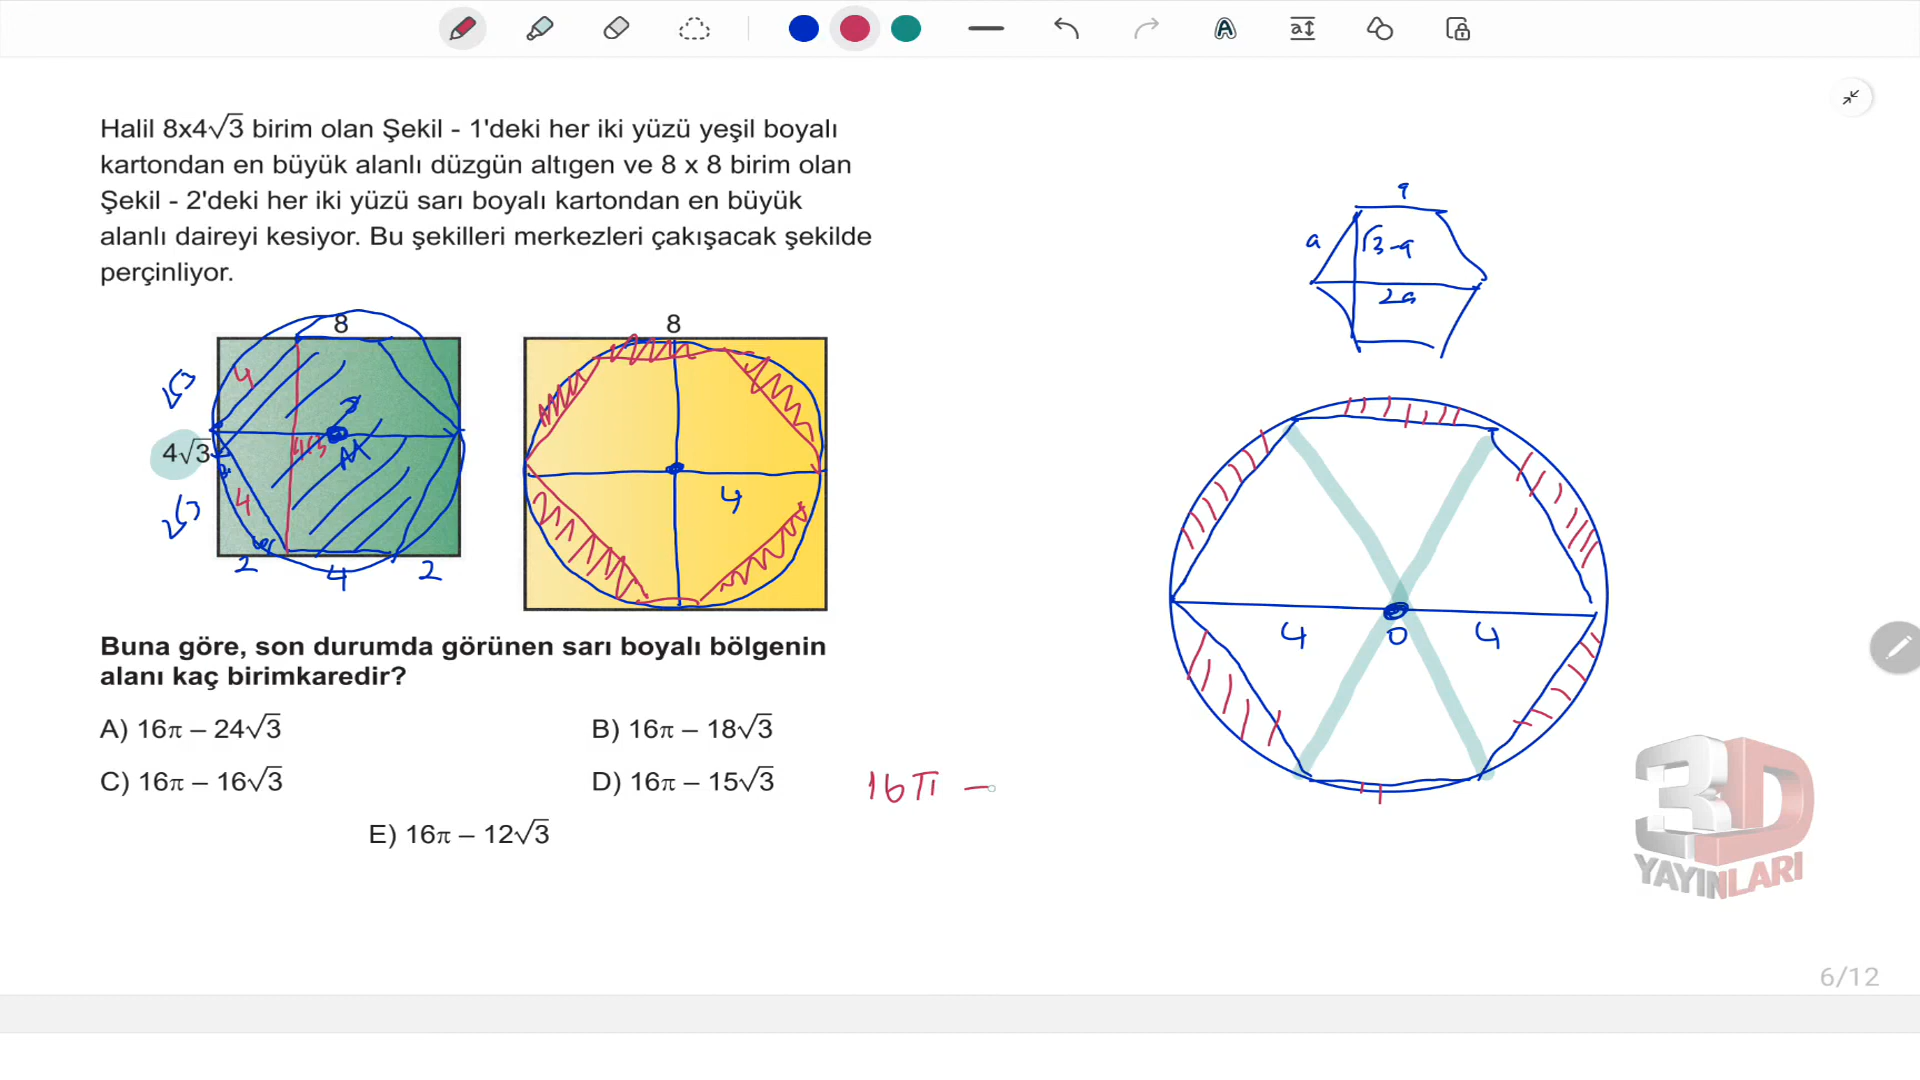 Halil 8x4√3 birim olan Şekil - 1'deki her iki yüzü yeşil boyalı
kartondan en büyük alanlı düzgün altıgen ve 8 x 8 birim olan
Şekil - 2'deki her iki yüzü sarı boyalı kartondan en büyük
alanlı daireyi kesiyor. Bu şekilleri merkezleri çakışacak şekilde
perçinliyor.
a
√3-a
2a
8
4
4√3
4√3
M
4
2
4
2
8
4
4
O
4
Buna göre, son durumda görünen sarı boyalı bölgenin
alanı kaç birimkaredir?
A) 16π – 24√3
B) 16π – 18√3
C) 16π – 16√3
D) 16π – 15√3
16π –
E) 16π – 12√3
3D
YAYINLARI
6/12